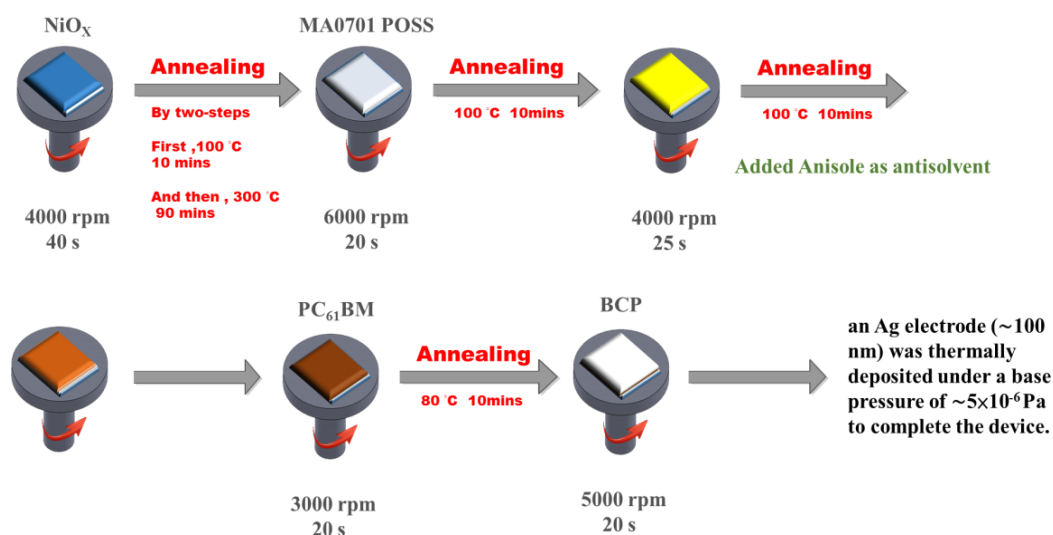 NiOX
MA0701 POSS
Annealing
By two-steps
First ,100 ℃
10 mins
And then , 300 ℃
90 mins
Annealing
100 ℃ 10mins
Annealing
100 ℃ 10mins
Added Anisole as antisolvent
4000 rpm
40 s
6000 rpm
20 s
4000 rpm
25 s
PC61BM
BCP
Annealing
80 ℃ 10mins
3000 rpm
20 s
5000 rpm
20 s
an Ag electrode (~100
nm) was thermally
deposited under a base
pressure of ~5×10-6 Pa
to complete the device.